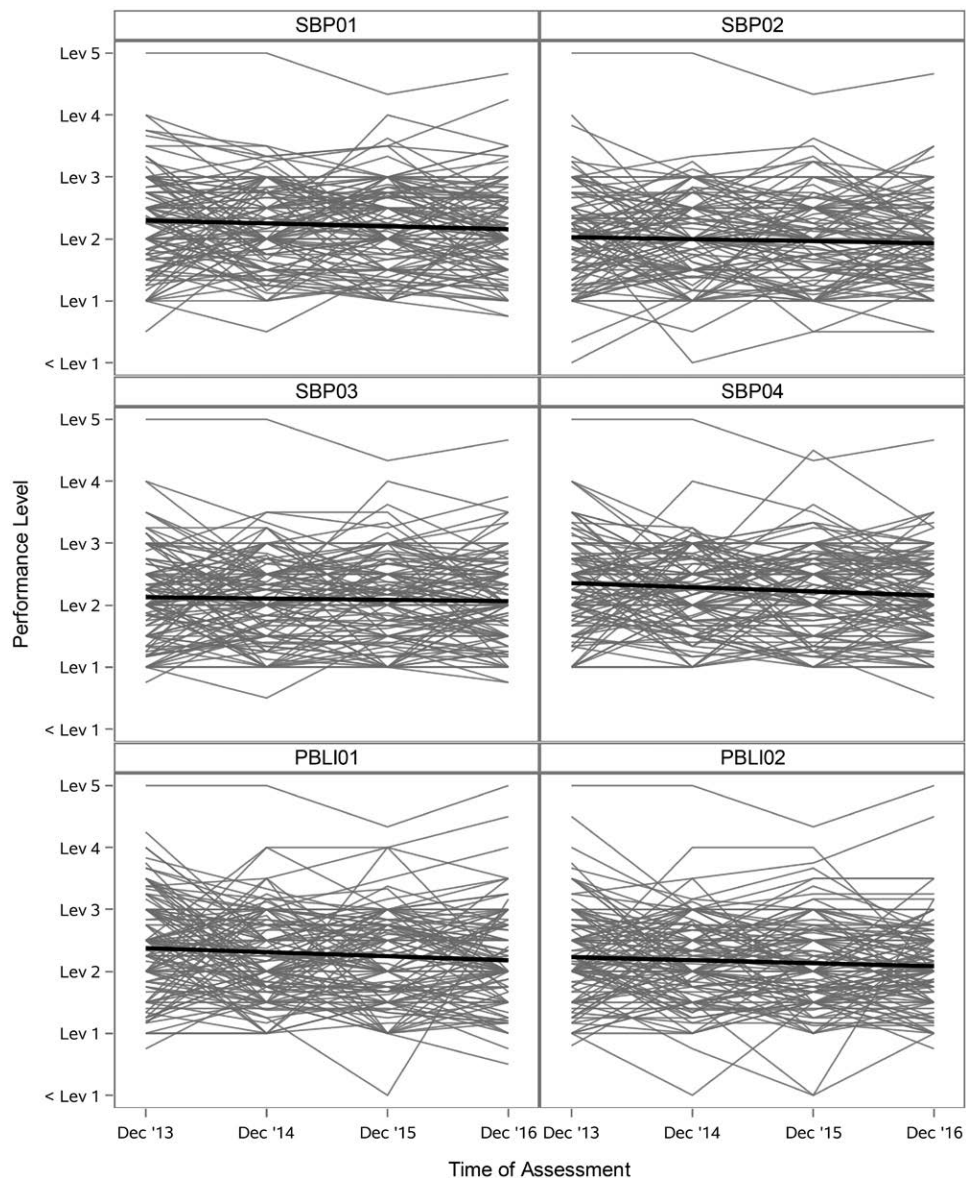 SBP01 SBP02
Lev 5
Lev 4
Lev 3
Lev 2
Lev 1
< Lev 1
SBP03 SBP04
Lev 5
Lev 4
Lev 3
Lev 2
Lev 1
< Lev 1
PBLI01 PBLI02
Lev 5
Lev 4
Lev 3
Lev 2
Lev 1
< Lev 1
Performance Level
Dec '13 Dec '14 Dec '15 Dec '16 Dec '13 Dec '14 Dec '15 Dec '16
Time of Assessment